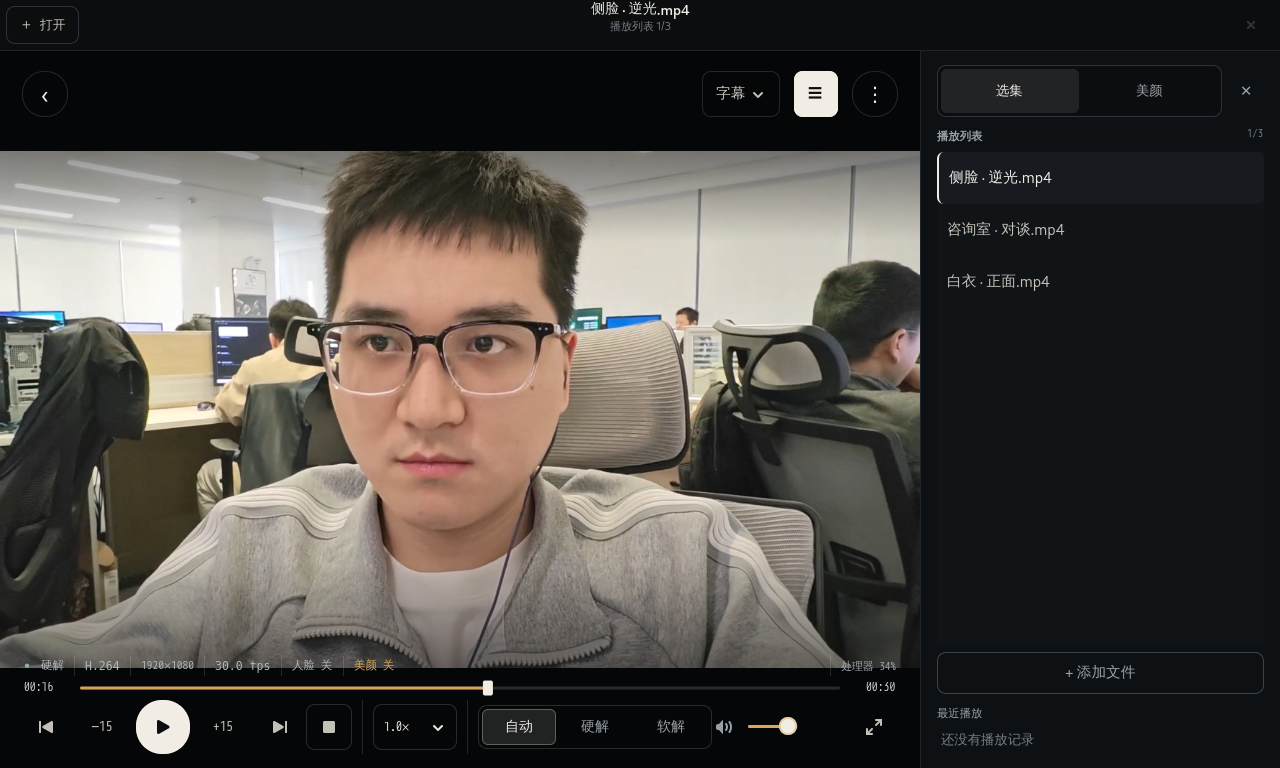 + 打开
侧脸 · 逆光.mp4
播放列表 1/3
×
‹
字幕
选集
美颜
×
播放列表
1/3
侧脸 · 逆光.mp4
咨询室 · 对谈.mp4
白衣 · 正面.mp4
硬解
H.264
1920×1080
30.0 fps
人脸 关
美颜 关
处理器 34%
00:16
00:30
−15
+15
1.0×
自动
硬解
软解
+ 添加文件
最近播放
还没有播放记录